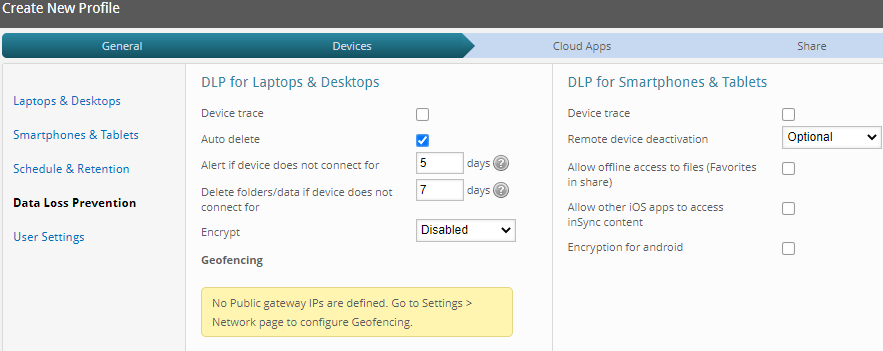 Create New Profile
General
Devices
Cloud Apps
Share
Laptops & Desktops
Smartphones & Tablets
Schedule & Retention
Data Loss Prevention
User Settings
DLP for Laptops & Desktops
Device trace
Auto delete
Alert if device does not connect for 5 days ?
Delete folders/data if device does not 7 days ?
connect for
Encrypt Disabled
Geofencing
No Public gateway IPs are defined. Go to Settings >
Network page to configure Geofencing.
DLP for Smartphones & Tablets
Device trace
Remote device deactivation Optional
Allow offline access to files (Favorites
in share)
Allow other iOS apps to access
inSync content
Encryption for android